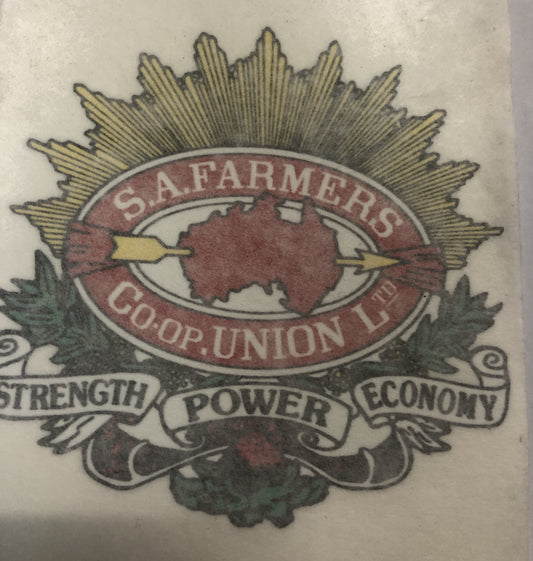 S.A. FARMERS
CO-OP. UNION LTD
STRENGTH POWER ECONOMY